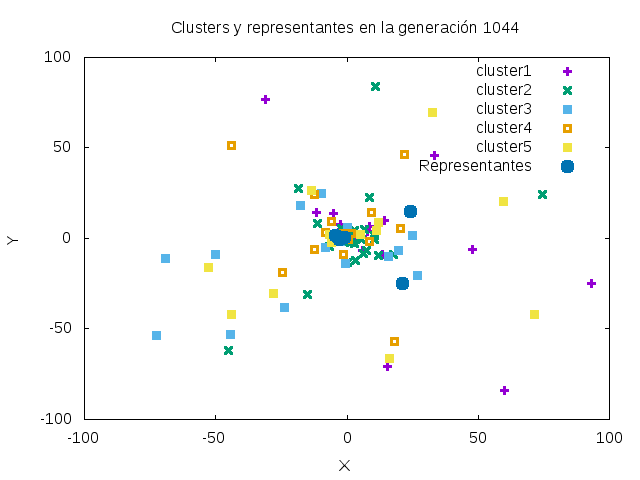 Clusters y representantes en la generación 1044
100
50
0
-50
-100
Y
cluster1
cluster2
cluster3
cluster4
cluster5
Representantes
-100 -50 0 50 100
X